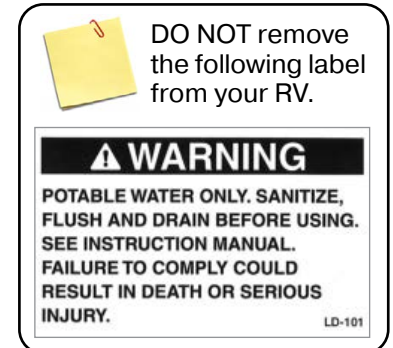 DO NOT remove
the following label
from your RV.
⚠ WARNING
POTABLE WATER ONLY. SANITIZE,
FLUSH AND DRAIN BEFORE USING.
SEE INSTRUCTION MANUAL.
FAILURE TO COMPLY COULD
RESULT IN DEATH OR SERIOUS
INJURY.
LD-101